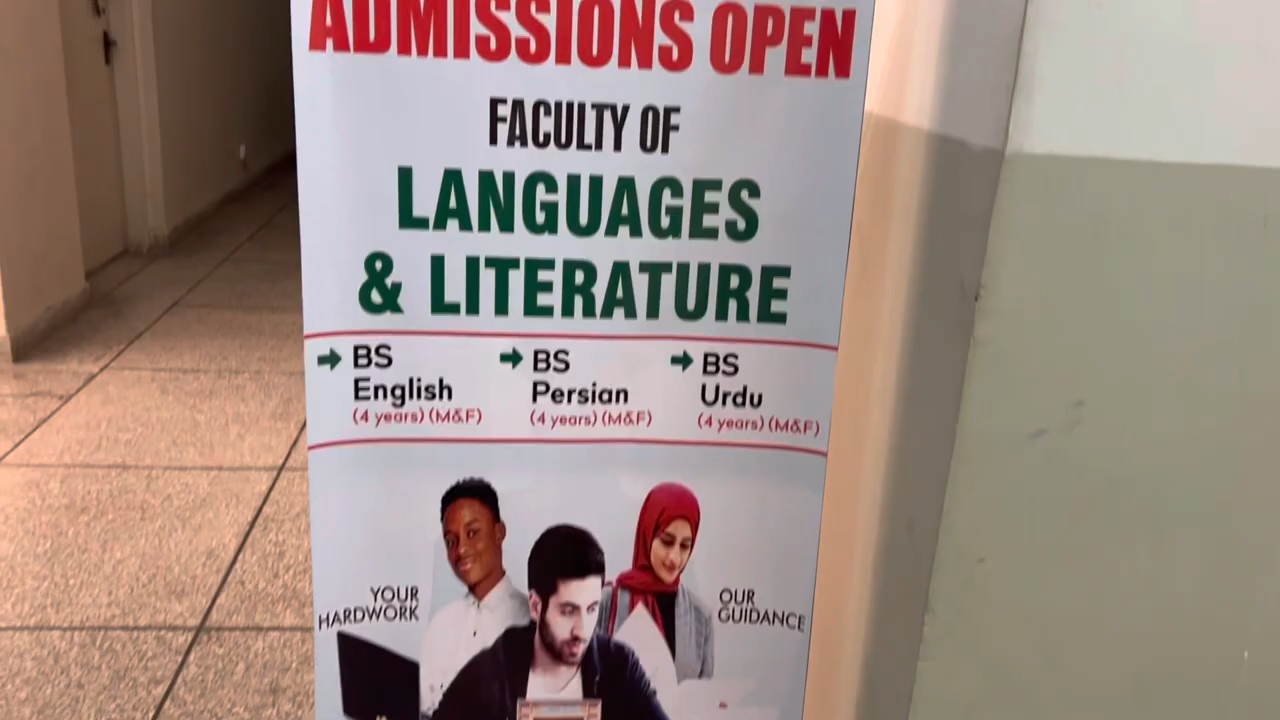 ADMISSIONS OPEN
FACULTY OF
LANGUAGES
& LITERATURE
BS
English
(4 years) (M&F)
BS
Persian
(4 years) (M&F)
BS
Urdu
(4 years) (M&F)
YOUR
HARDWORK
OUR
GUIDANCE